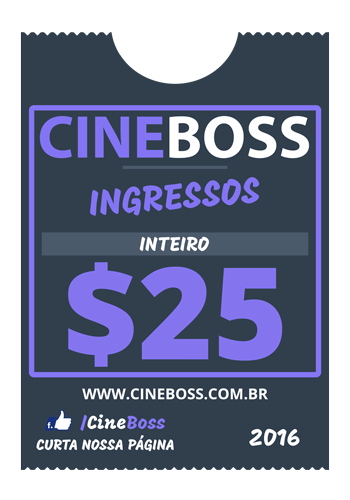 CINEBOSS
INGRESSOS
INTEIRO
$25
WWW.CINEBOSS.COM.BR
f /CineBoss
CURTA NOSSA PÁGINA
2016